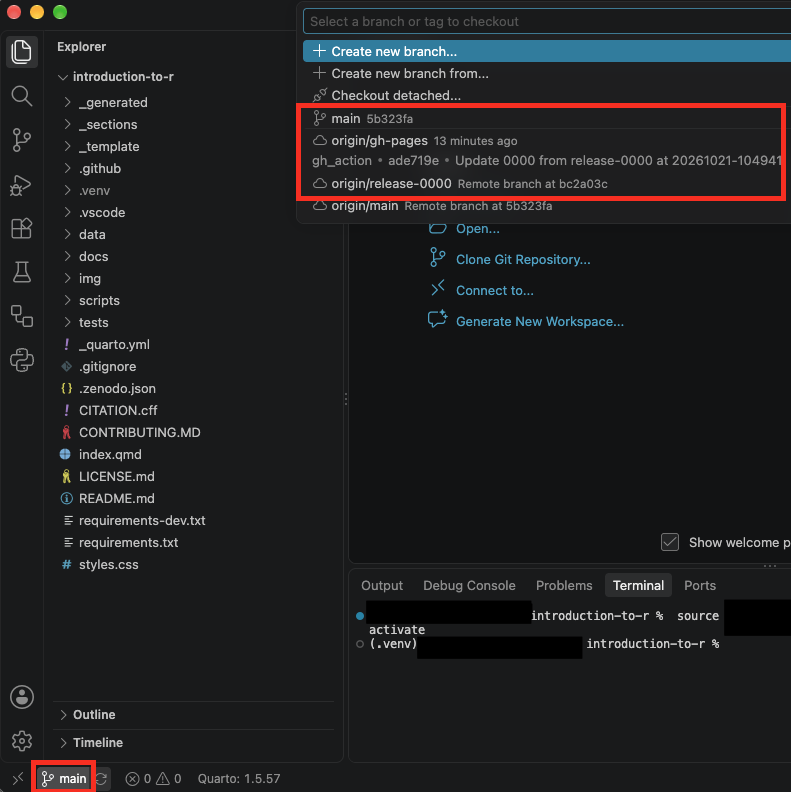 Select a branch or tag to checkout
Create new branch...
Create new branch from...
Checkout detached...
main 5b323fa
origin/gh-pages 13 minutes ago
gh_action • ade719e • Update 0000 from release-0000 at 20261021-104941
origin/release-0000 Remote branch at bc2a03c
origin/main Remote branch at 5b323fa
Explorer
introduction-to-r
_generated
_sections
_template
.github
.venv
.vscode
data
docs
img
scripts
tests
_quarto.yml
.gitignore
.zenodo.json
CITATION.cff
CONTRIBUTING.MD
index.qmd
LICENSE.md
README.md
requirements-dev.txt
requirements.txt
styles.css
Outline
Timeline
Open...
Clone Git Repository...
Connect to...
Generate New Workspace...
Show welcome p
Output Debug Console Problems Terminal Ports
introduction-to-r % source
activate
(.venv) introduction-to-r %
main 0 0 Quarto: 1.5.57